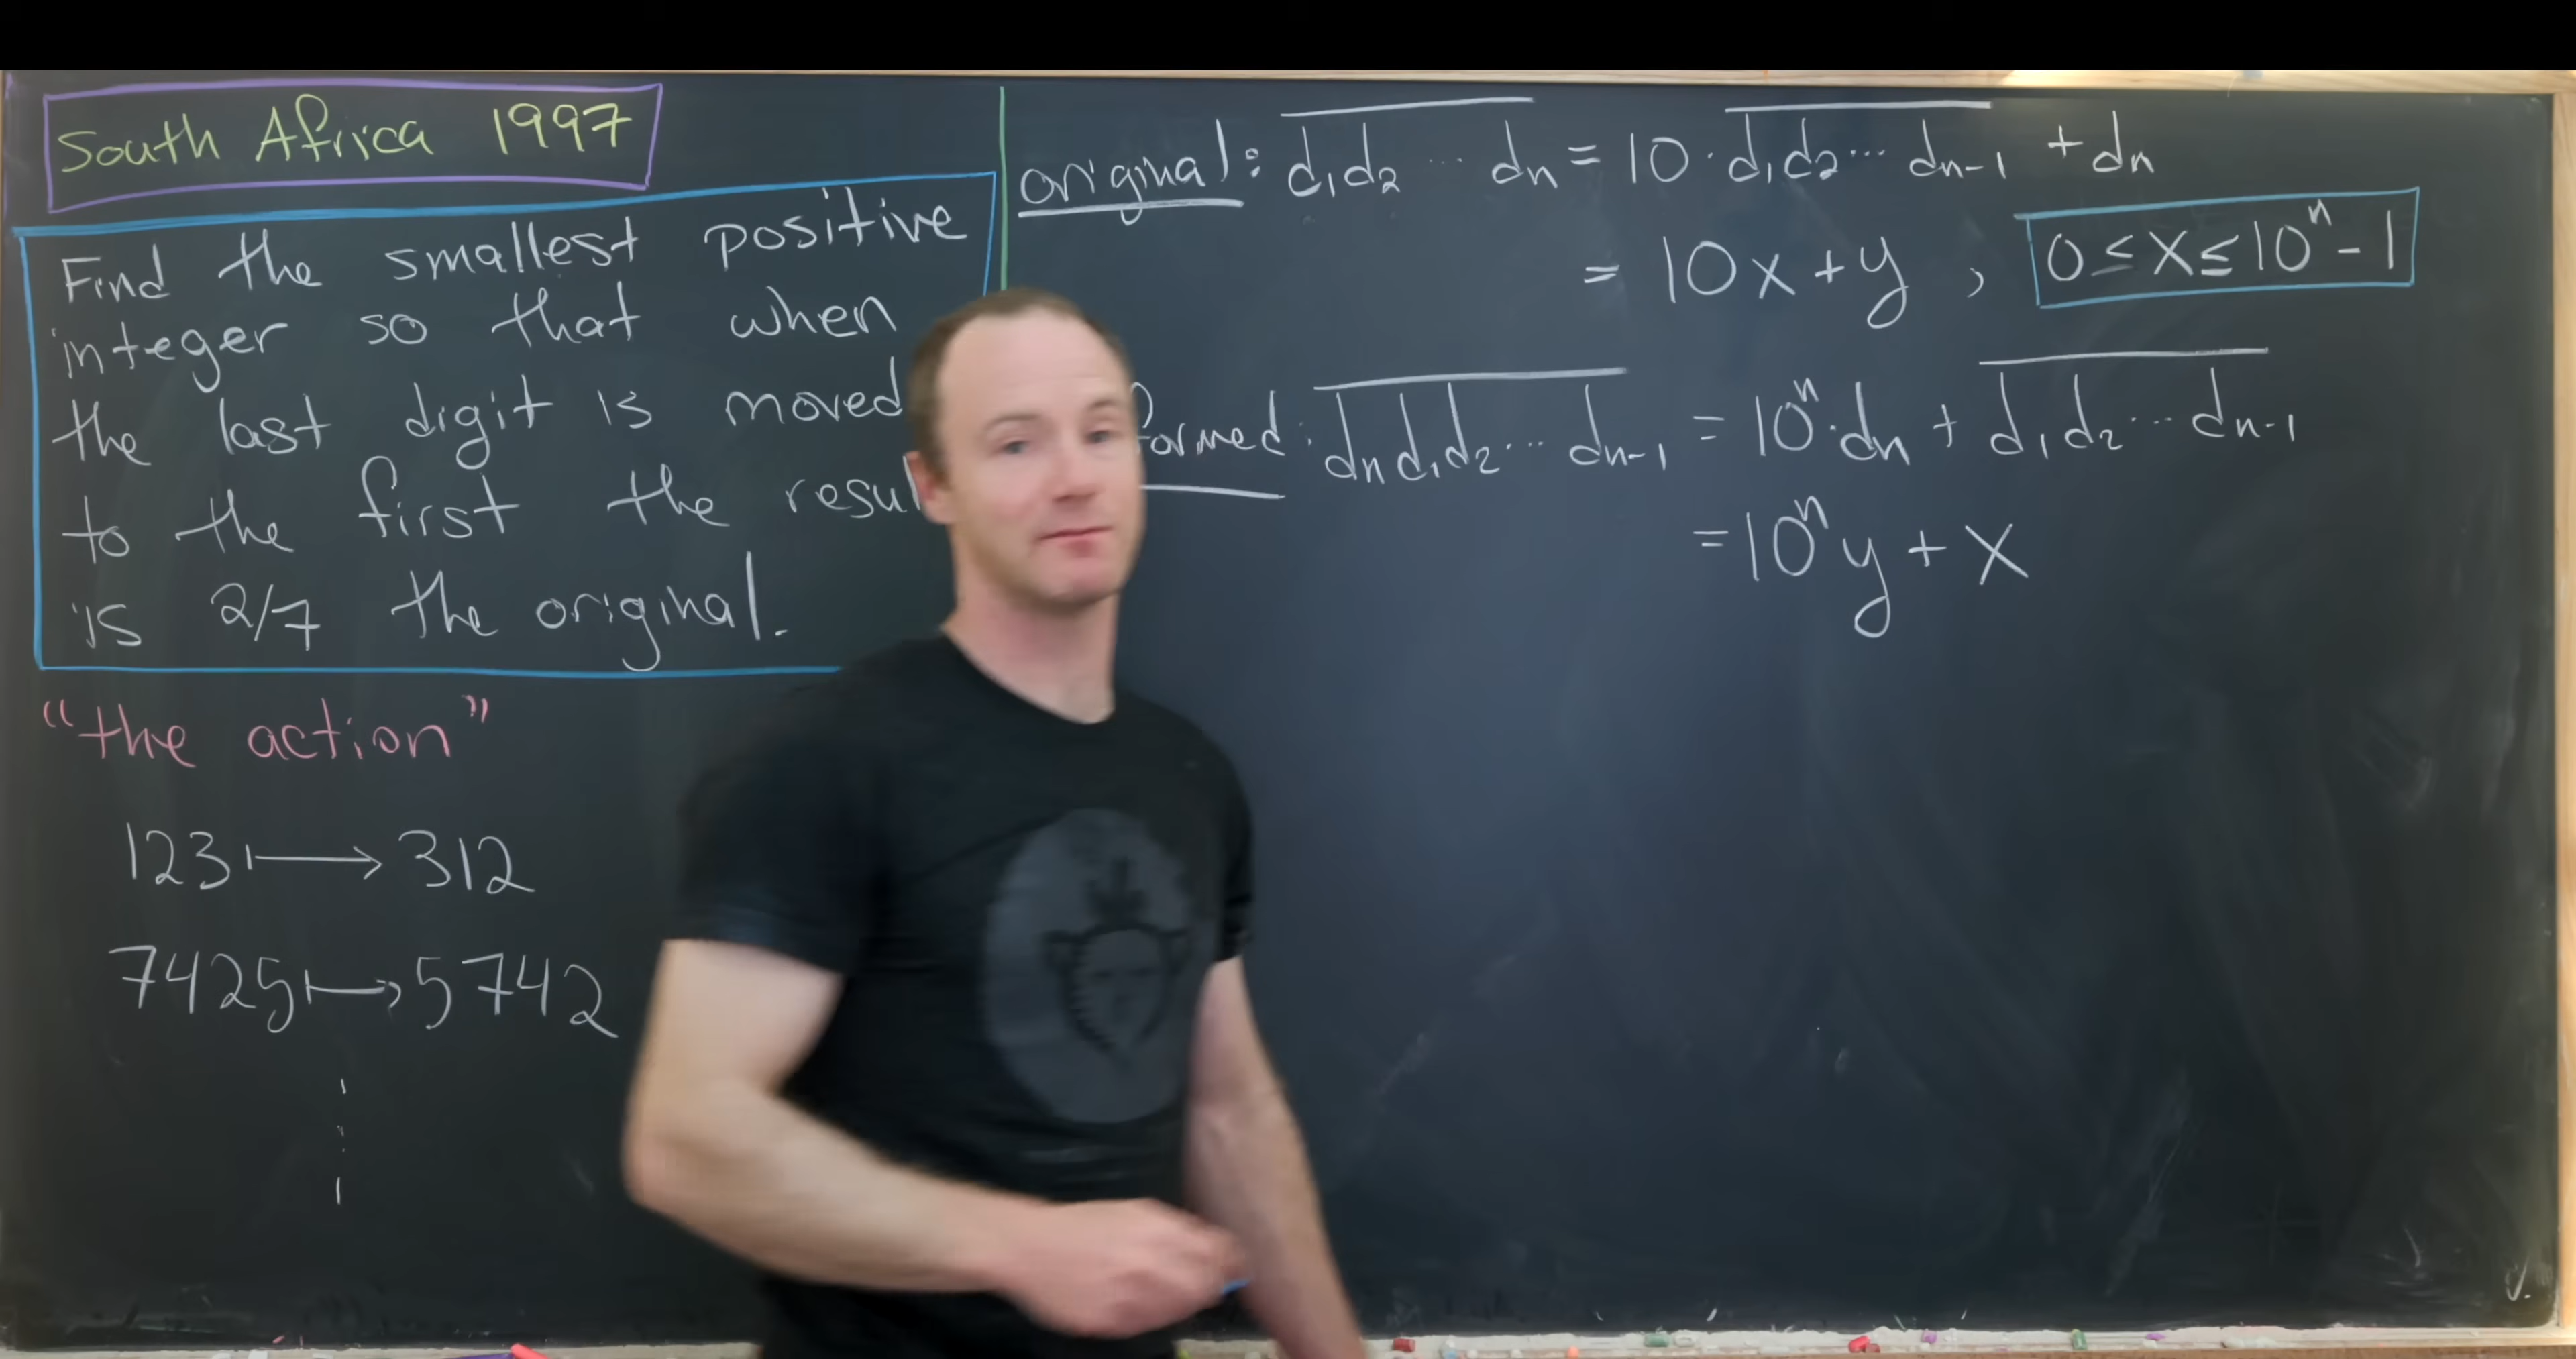 South Africa 1997
Find the smallest positive
integer so that when
the last digit is moved
to the first the resul
is 2/7 the original.
"the action"
123 ↦ 312
7425 ↦ 5742
original: d₁d₂ ⋯ dₙ = 10·d₁d₂⋯dₙ₋₁ + dₙ
= 10x + y , 0 ≤ x ≤ 10ⁿ - 1
formed: dₙd₁d₂⋯dₙ₋₁ = 10ⁿ·dₙ + d₁d₂⋯dₙ₋₁
= 10ⁿy + x